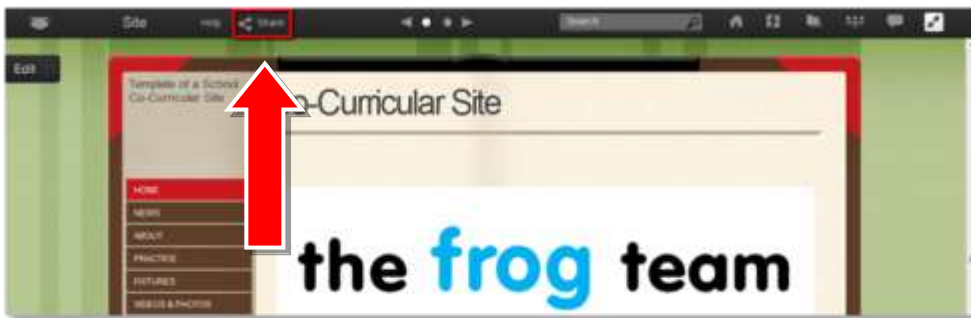 Site Help Share Search
Edit
Template of a School
Co-Curricular Site
o-Curricular Site
HOME
NEWS
ABOUT
PRACTICE
FIXTURES
VIDEOS & PHOTOS
the frog team